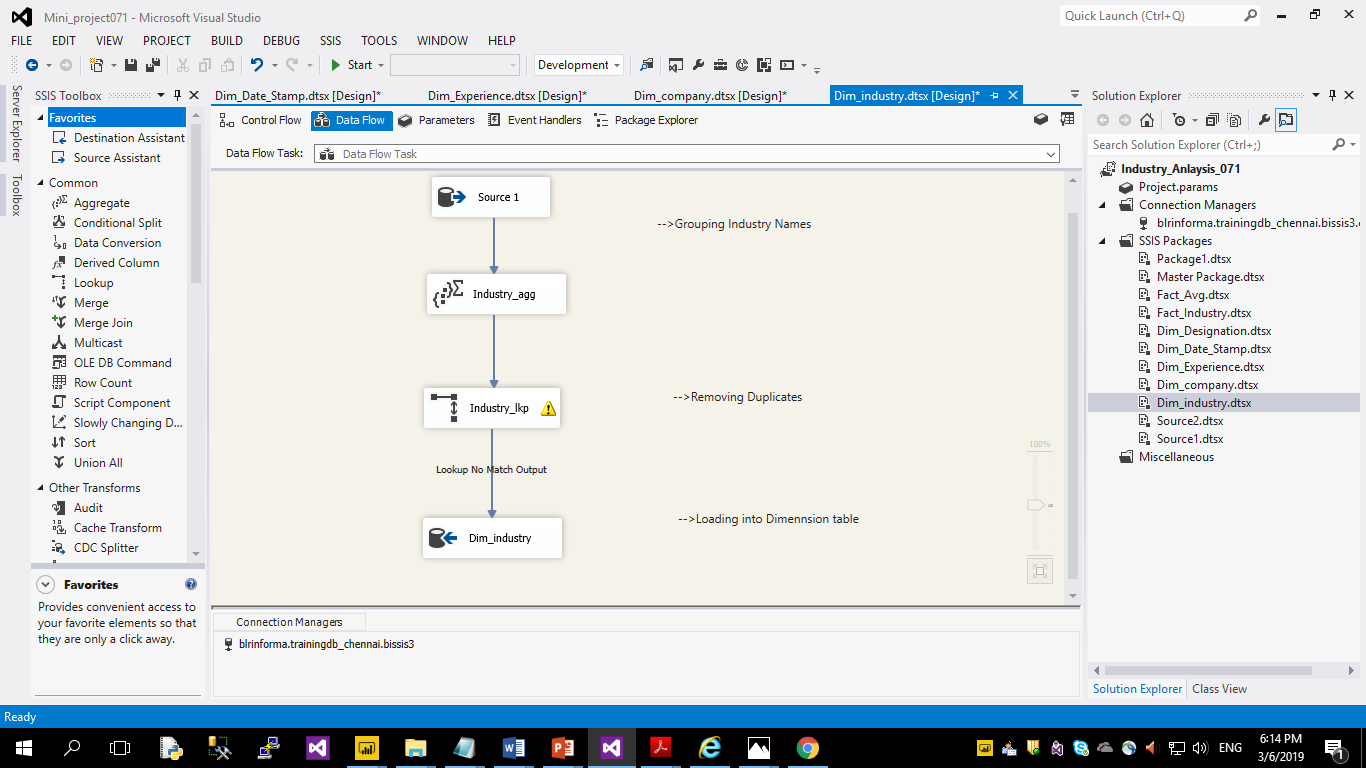 Mini_project071 - Microsoft Visual Studio
Quick Launch (Ctrl+Q)
FILE EDIT VIEW PROJECT BUILD DEBUG SSIS TOOLS WINDOW HELP
Start Development
Server Explorer
Toolbox
SSIS Toolbox
Favorites
Destination Assistant
Source Assistant
Common
Aggregate
Conditional Split
Data Conversion
Derived Column
Lookup
Merge
Merge Join
Multicast
OLE DB Command
Row Count
Script Component
Slowly Changing D...
Sort
Union All
Other Transforms
Audit
Cache Transform
CDC Splitter
Favorites
Provides convenient access to
your favorite elements so that
they are only a click away.
Dim_Date_Stamp.dtsx [Design]* Dim_Experience.dtsx [Design]* Dim_company.dtsx [Design]* Dim_industry.dtsx [Design]*
Control Flow Data Flow Parameters Event Handlers Package Explorer
Data Flow Task: Data Flow Task
Source 1
-->Grouping Industry Names
Industry_agg
Industry_lkp
-->Removing Duplicates
100%
Lookup No Match Output
-->Loading into Dimennsion table
Dim_industry
Connection Managers
blrinforma.trainingdb_chennai.bissis3
Solution Explorer
Search Solution Explorer (Ctrl+;)
Industry_Anlaysis_071
Project.params
Connection Managers
blrinforma.trainingdb_chennai.bissis3.
SSIS Packages
Package1.dtsx
Master Package.dtsx
Fact_Avg.dtsx
Fact_Industry.dtsx
Dim_Designation.dtsx
Dim_Date_Stamp.dtsx
Dim_Experience.dtsx
Dim_company.dtsx
Dim_industry.dtsx
Source2.dtsx
Source1.dtsx
Miscellaneous
Solution Explorer Class View
Ready
ENG
6:14 PM
3/6/2019
1